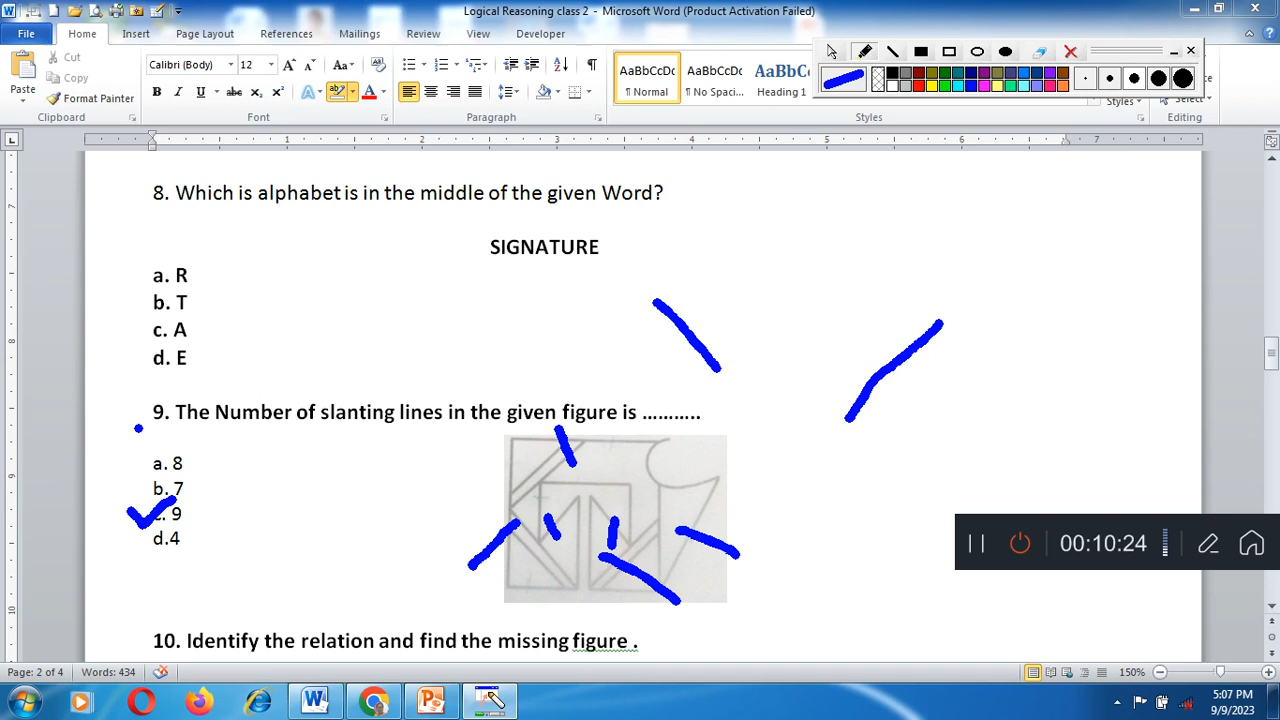 Logical Reasoning class 2 - Microsoft Word (Product Activation Failed)
File Home Insert Page Layout References Mailings Review View Developer
Paste Cut Copy Format Painter
Calibri (Body) 12
AaBbCcDc ¶ Normal AaBbCcDc ¶ No Spaci... AaBbCc Heading 1
Styles
Clipboard Font Paragraph Styles Editing
8. Which is alphabet is in the middle of the given Word?
SIGNATURE
a. R
b. T
c. A
d. E
9. The Number of slanting lines in the given figure is ………..
a. 8
b. 7
c. 9
d.4
00:10:24
10. Identify the relation and find the missing figure .
Page: 2 of 4 Words: 434 150%
5:07 PM
9/9/2023